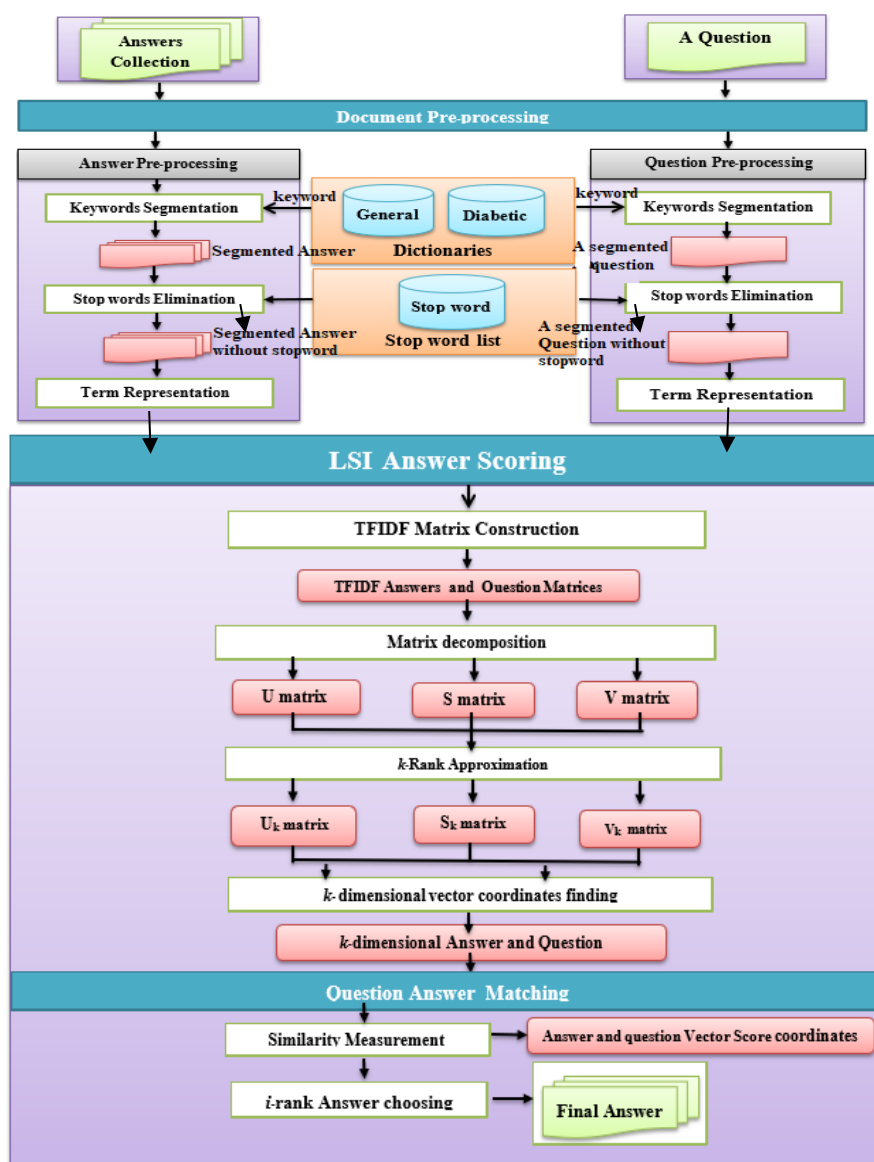 Answers
Collection
A Question
Document Pre-processing
Answer Pre-processing
Question Pre-processing
Keywords Segmentation
keyword
General
Diabetic
Dictionaries
keyword
Keywords Segmentation
Segmented Answer
A segmented
question
Stop words Elimination
Stop word
Stop word list
Stop words Elimination
Segmented Answer
without stopword
A segmented
Question without
stopword
Term Representation
Term Representation
LSI Answer Scoring
TFIDF Matrix Construction
TFIDF Answers and Question Matrices
Matrix decomposition
U matrix
S matrix
V matrix
k-Rank Approximation
Uk matrix
Sk matrix
Vk matrix
k- dimensional vector coordinates finding
k-dimensional Answer and Question
Question Answer Matching
Similarity Measurement
Answer and question Vector Score coordinates
i-rank Answer choosing
Final Answer